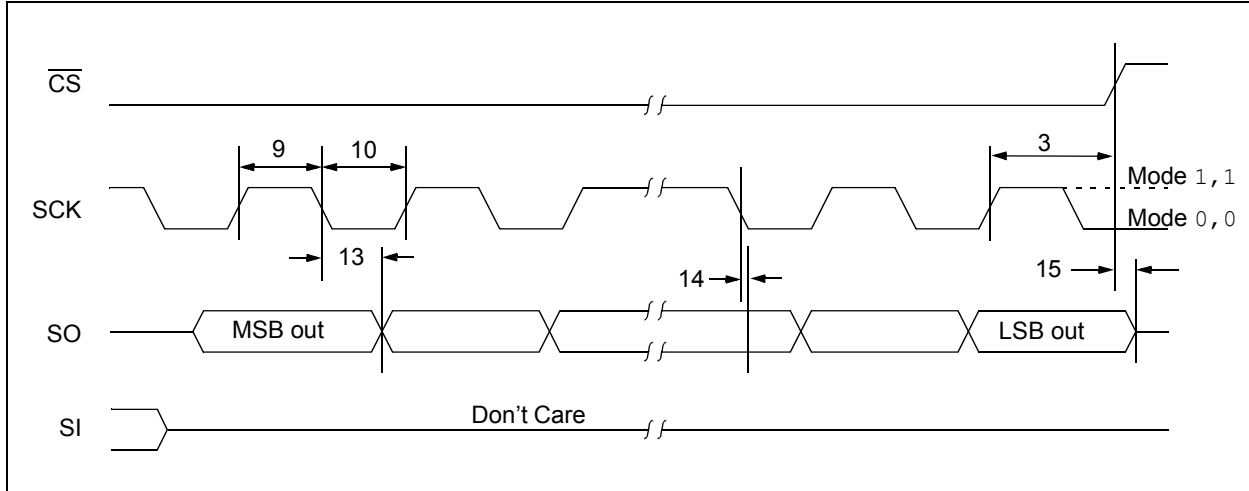 CS
9
10
3
SCK
Mode 1,1
Mode 0,0
13
14
15
SO
MSB out
LSB out
SI
Don't Care